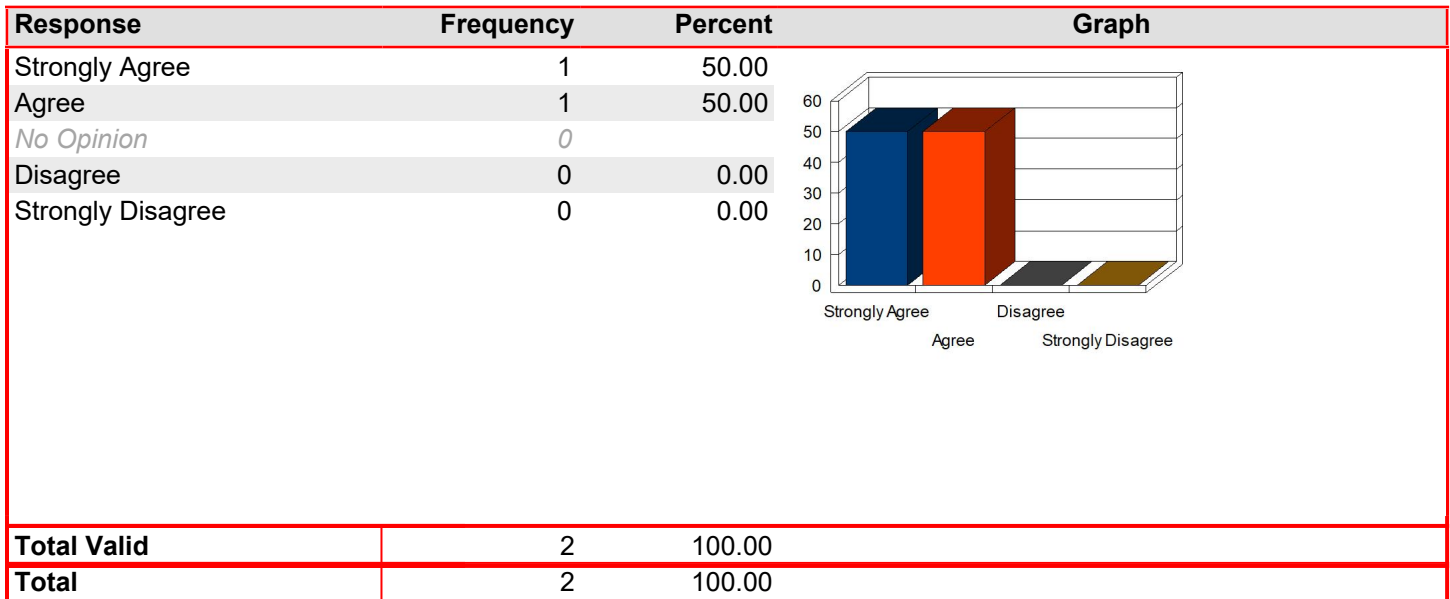 Response Frequency Percent Graph
Strongly Agree 1 50.00
Agree 1 50.00
No Opinion 0
Disagree 0 0.00
Strongly Disagree 0 0.00
60
50
40
30
20
10
0
Strongly Agree Disagree
Agree Strongly Disagree
Total Valid 2 100.00
Total 2 100.00